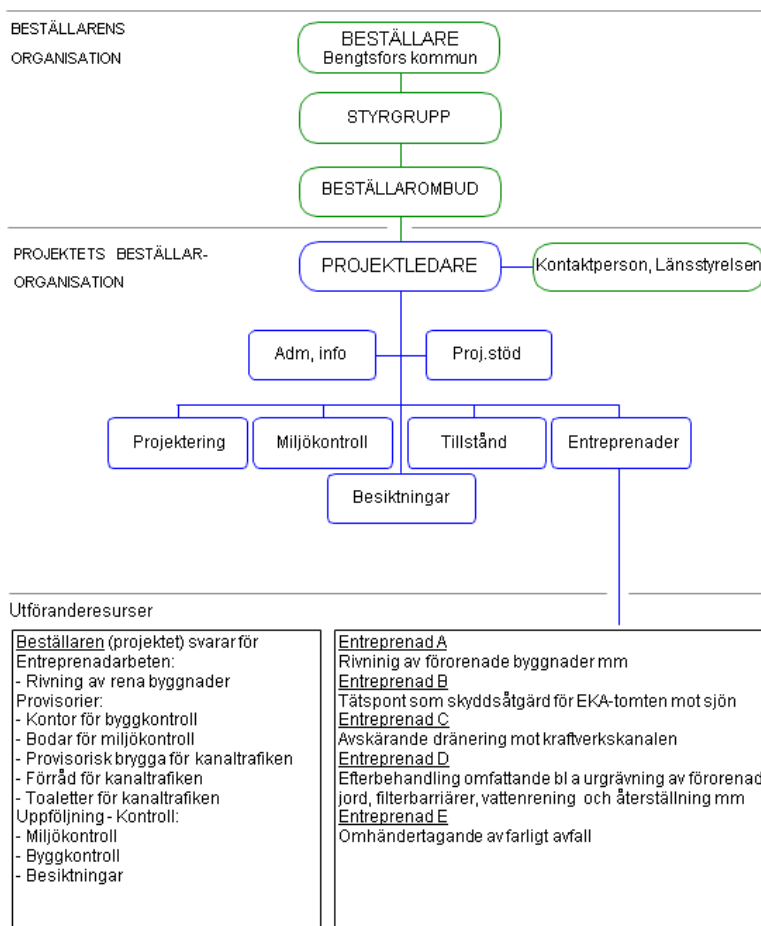 BESTÄLLARENS
ORGANISATION
BESTÄLLARE
Bengtsfors kommun
STYRGRUPP
BESTÄLLAROMBUD
PROJEKTETS BESTÄLLAR-
ORGANISATION
PROJEKTLEDARE
Kontaktperson, Länsstyrelsen
Adm, info
Proj.stöd
Projektering
Miljökontroll
Tillstånd
Entreprenader
Besiktningar
Utföranderesurser
Beställaren (projektet) svarar för
Entreprenadarbeten:
- Rivning av rena byggnader
Provisorier:
- Kontor för byggkontroll
- Bodar för miljökontroll
- Provisorisk brygga för kanaltrafiken
- Förråd för kanaltrafiken
- Toaletter för kanaltrafiken
Uppföljning - Kontroll:
- Miljökontroll
- Byggkontroll
- Besiktningar
Entreprenad A
Rivninig av förorenade byggnader mm
Entreprenad B
Tätspont som skyddsåtgärd för EKA-tomten mot sjön
Entreprenad C
Avskärande dränering mot kraftverkskanalen
Entreprenad D
Efterbehandling omfattande bl a urgrävning av förorenad
jord, filterbarriärer, vattenrening och återställning mm
Entreprenad E
Omhändertagande av farligt avfall